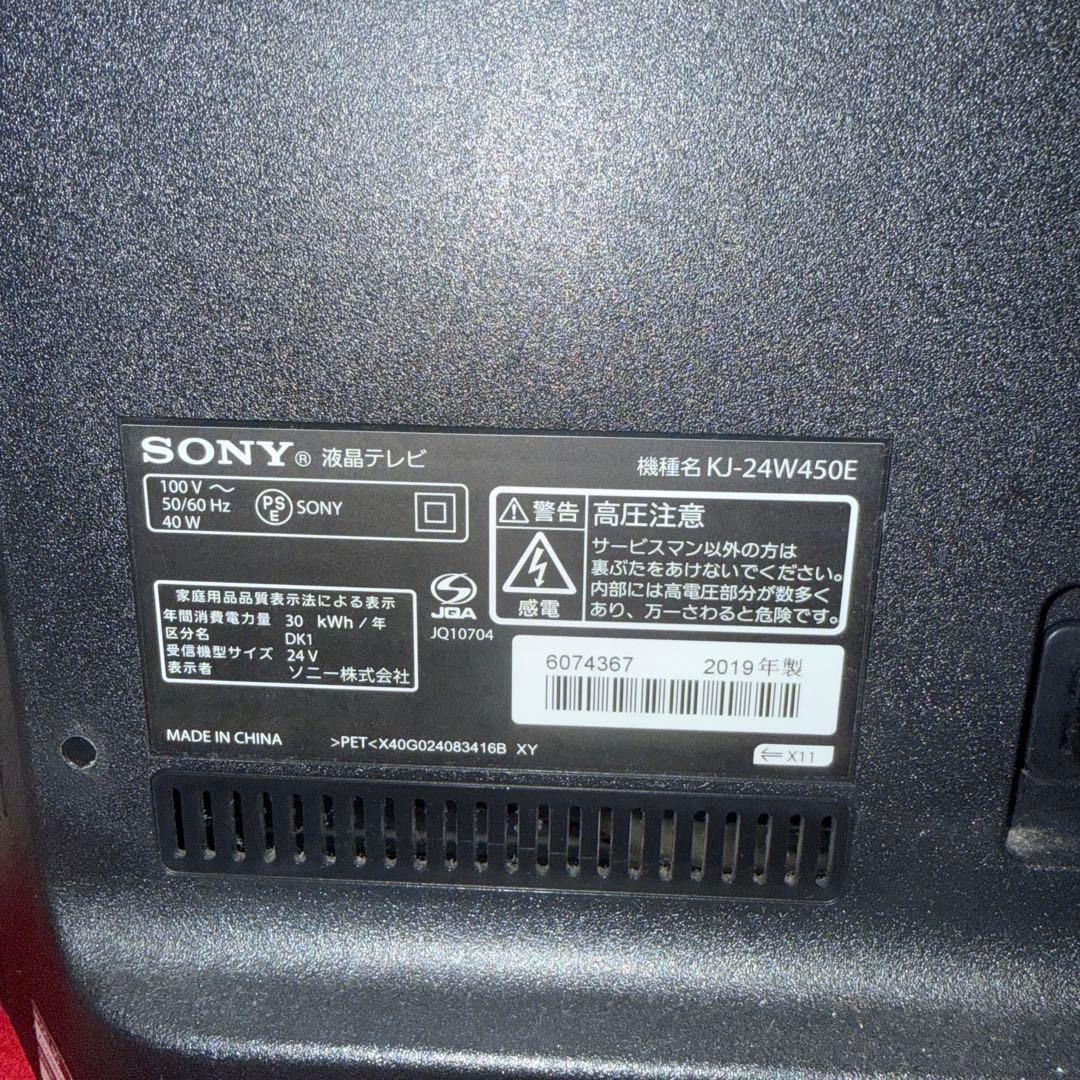 SONY® 液晶テレビ
機種名 KJ-24W450E
100 V ～
50/60 Hz
40 W
PSE SONY
警告
感電
高圧注意
サービスマン以外の方は
裏ぶたをあけないでください。
内部には高電圧部分が数多く
あり、万一さわると危険です。
家庭用品品質表示法による表示
年間消費電力量 30 kWh / 年
区分名 DK1
受信機型サイズ 24 V
表示者 ソニー株式会社
JQA
JQ10704
6074367 2019年製
MADE IN CHINA >PET<X40G024083416B XY
⇐ X11